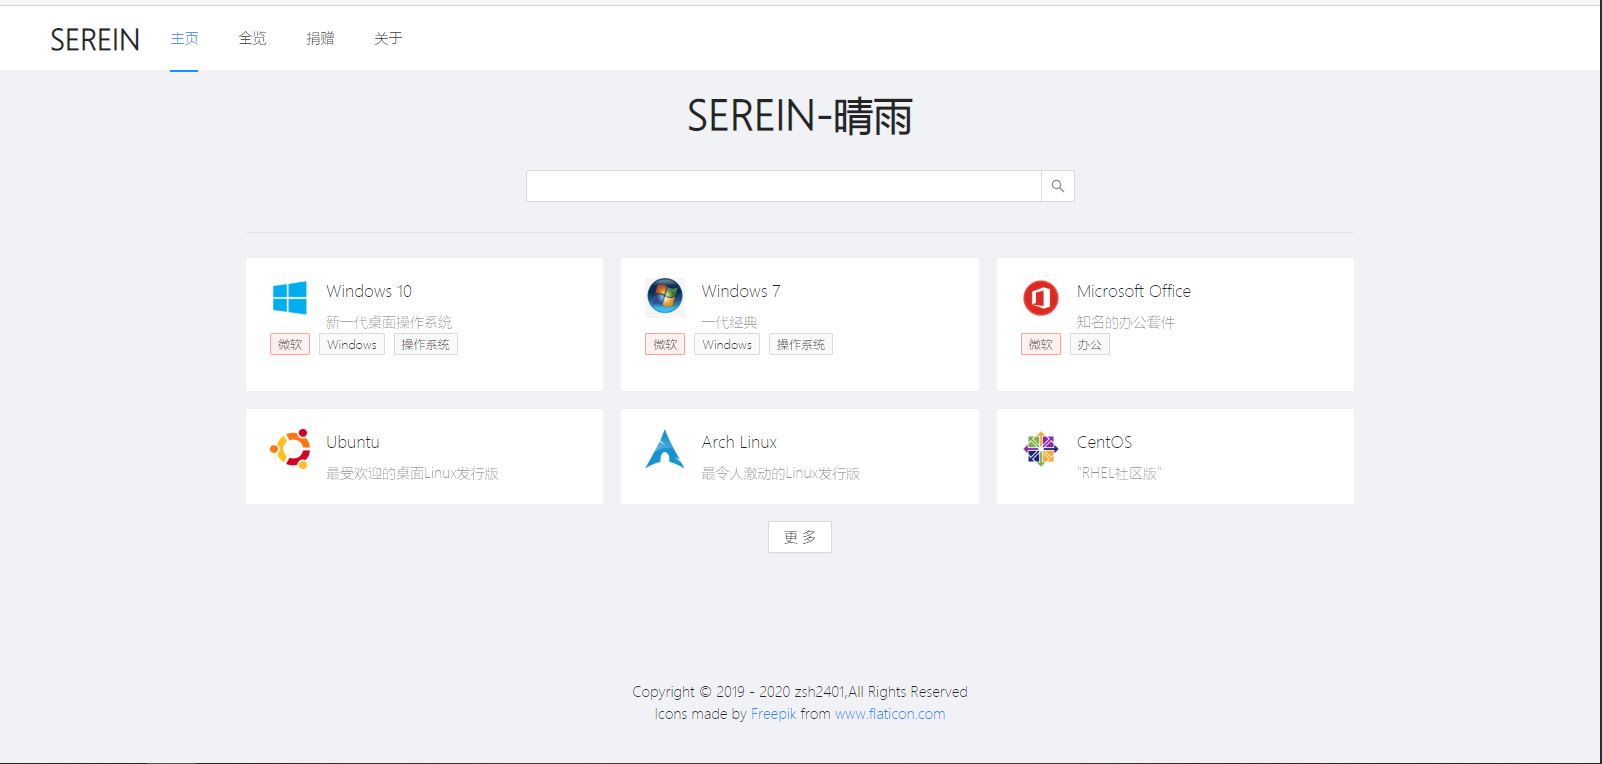 SEREIN 主页 全览 捐赠 关于
SEREIN-晴雨
Windows 10
新一代桌面操作系统
微软 Windows 操作系统
Windows 7
一代经典
微软 Windows 操作系统
Microsoft Office
知名的办公套件
微软 办公
Ubuntu
最受欢迎的桌面Linux发行版
Arch Linux
最令人激动的Linux发行版
CentOS
"RHEL社区版"
更 多
Copyright © 2019 - 2020 zsh2401,All Rights Reserved
Icons made by Freepik from www.flaticon.com